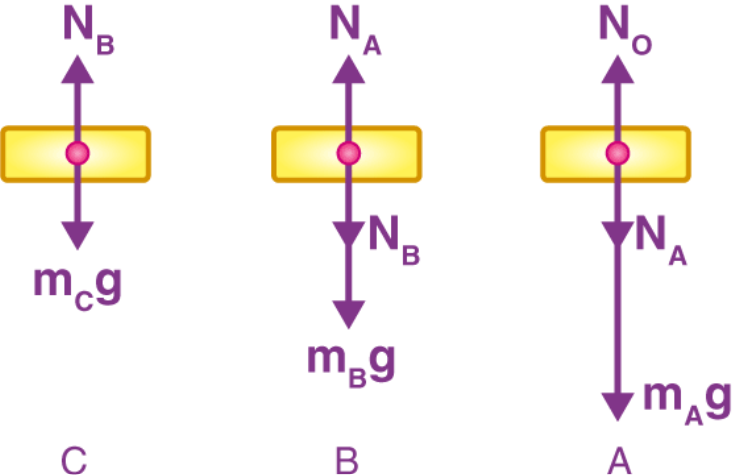 N_B N_A N_O
N_B N_A
m_Cg
m_Bg
m_Ag
C B A